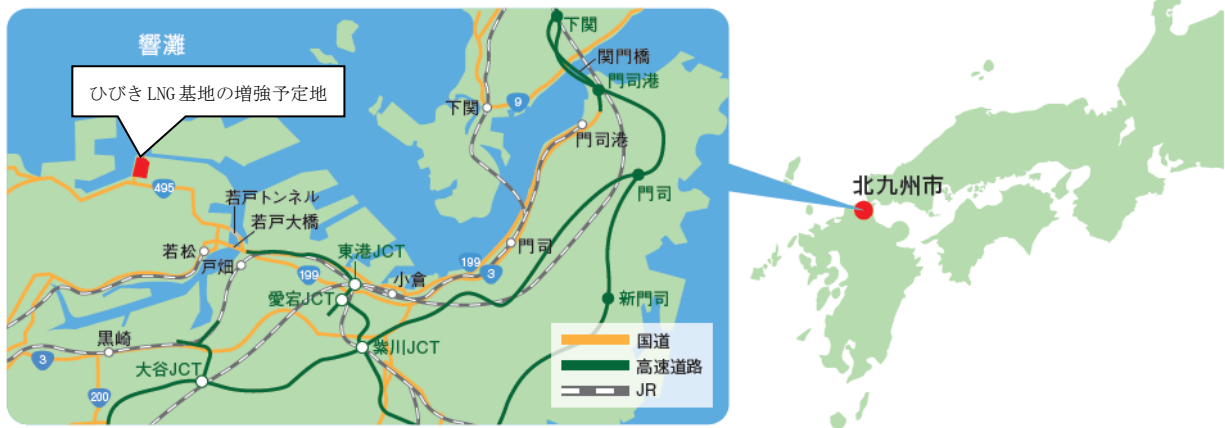 響灘
ひびき LNG 基地の増強予定地
下関
関門橋
門司港
9
下関
門司港
495
門司
若戸トンネル
若戸大橋
若松
戸畑
東港JCT
門司
199
3
199
小倉
愛宕JCT
新門司
黒崎
紫川JCT
3
大谷JCT
200
国道
高速道路
JR
北九州市